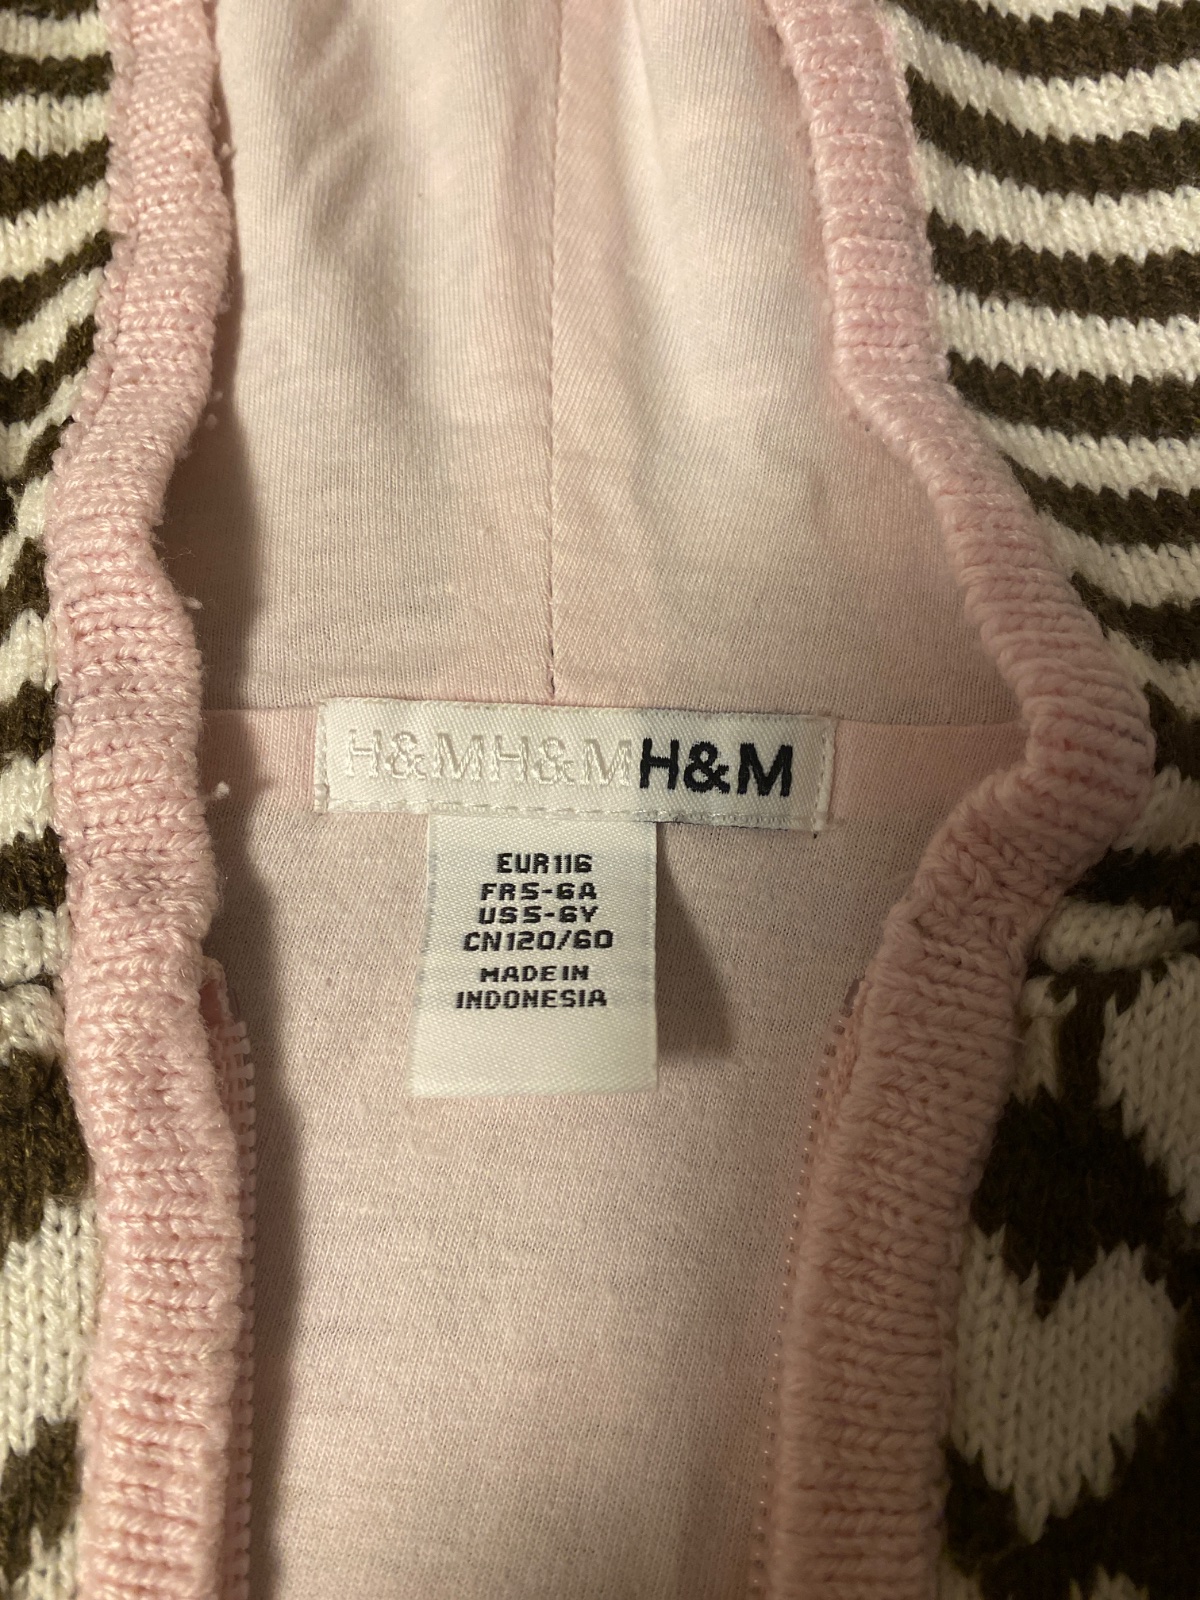 H&MH&MH&M
EUR116
FR5-6A
US5-6Y
CN120/60
MADE IN
INDONESIA